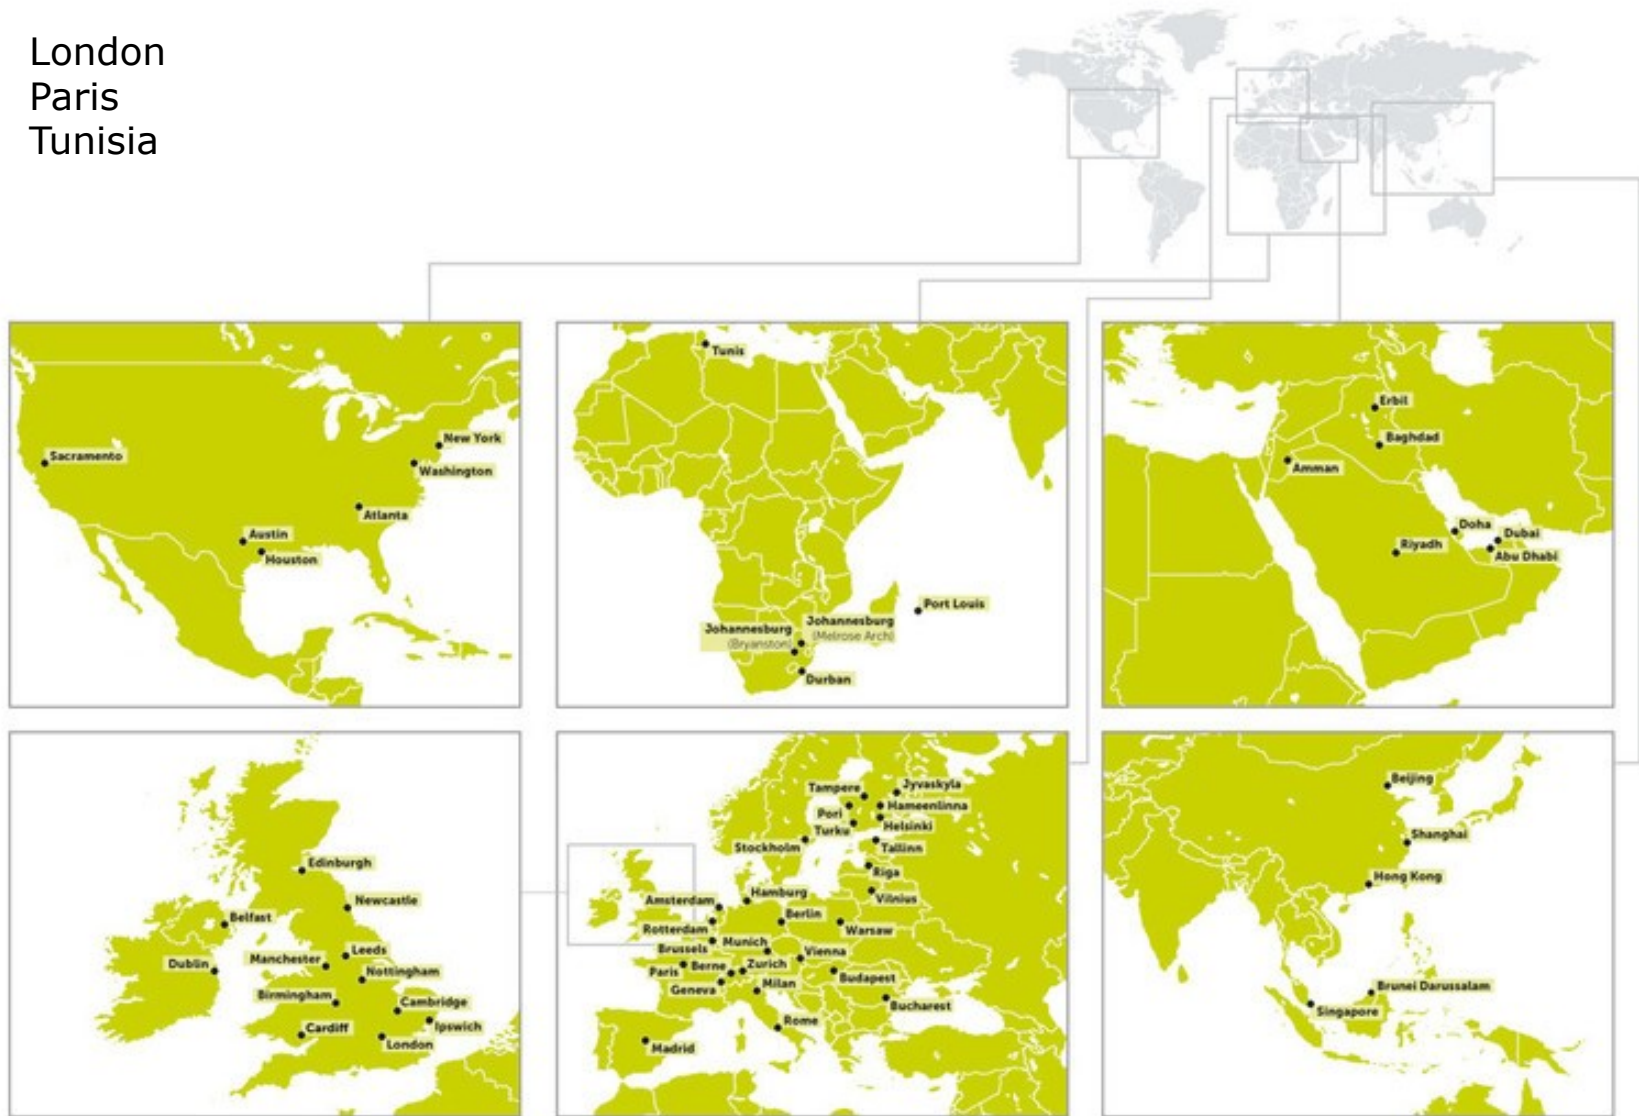 London
Paris
Tunisia
Sacramento
New York
Washington
Atlanta
Austin
Houston
Tunis
Port Louis
Johannesburg
(Bryanston)
Johannesburg
(Melrose Arch)
Durban
Erbil
Baghdad
Amman
Doha
Dubai
Riyadh
Abu Dhabi
Edinburgh
Newcastle
Belfast
Leeds
Manchester
Dublin
Nottingham
Birmingham
Cambridge
Ipswich
Cardiff
London
Tampere
Jyvaskyla
Pori
Hameenlinna
Turku
Helsinki
Stockholm
Tallinn
Riga
Hamburg
Vilnius
Amsterdam
Berlin
Rotterdam
Warsaw
Brussels
Munich
Vienna
Paris
Berne
Zurich
Budapest
Geneva
Milan
Bucharest
Rome
Madrid
Beijing
Shanghai
Hong Kong
Brunei Darussalam
Singapore